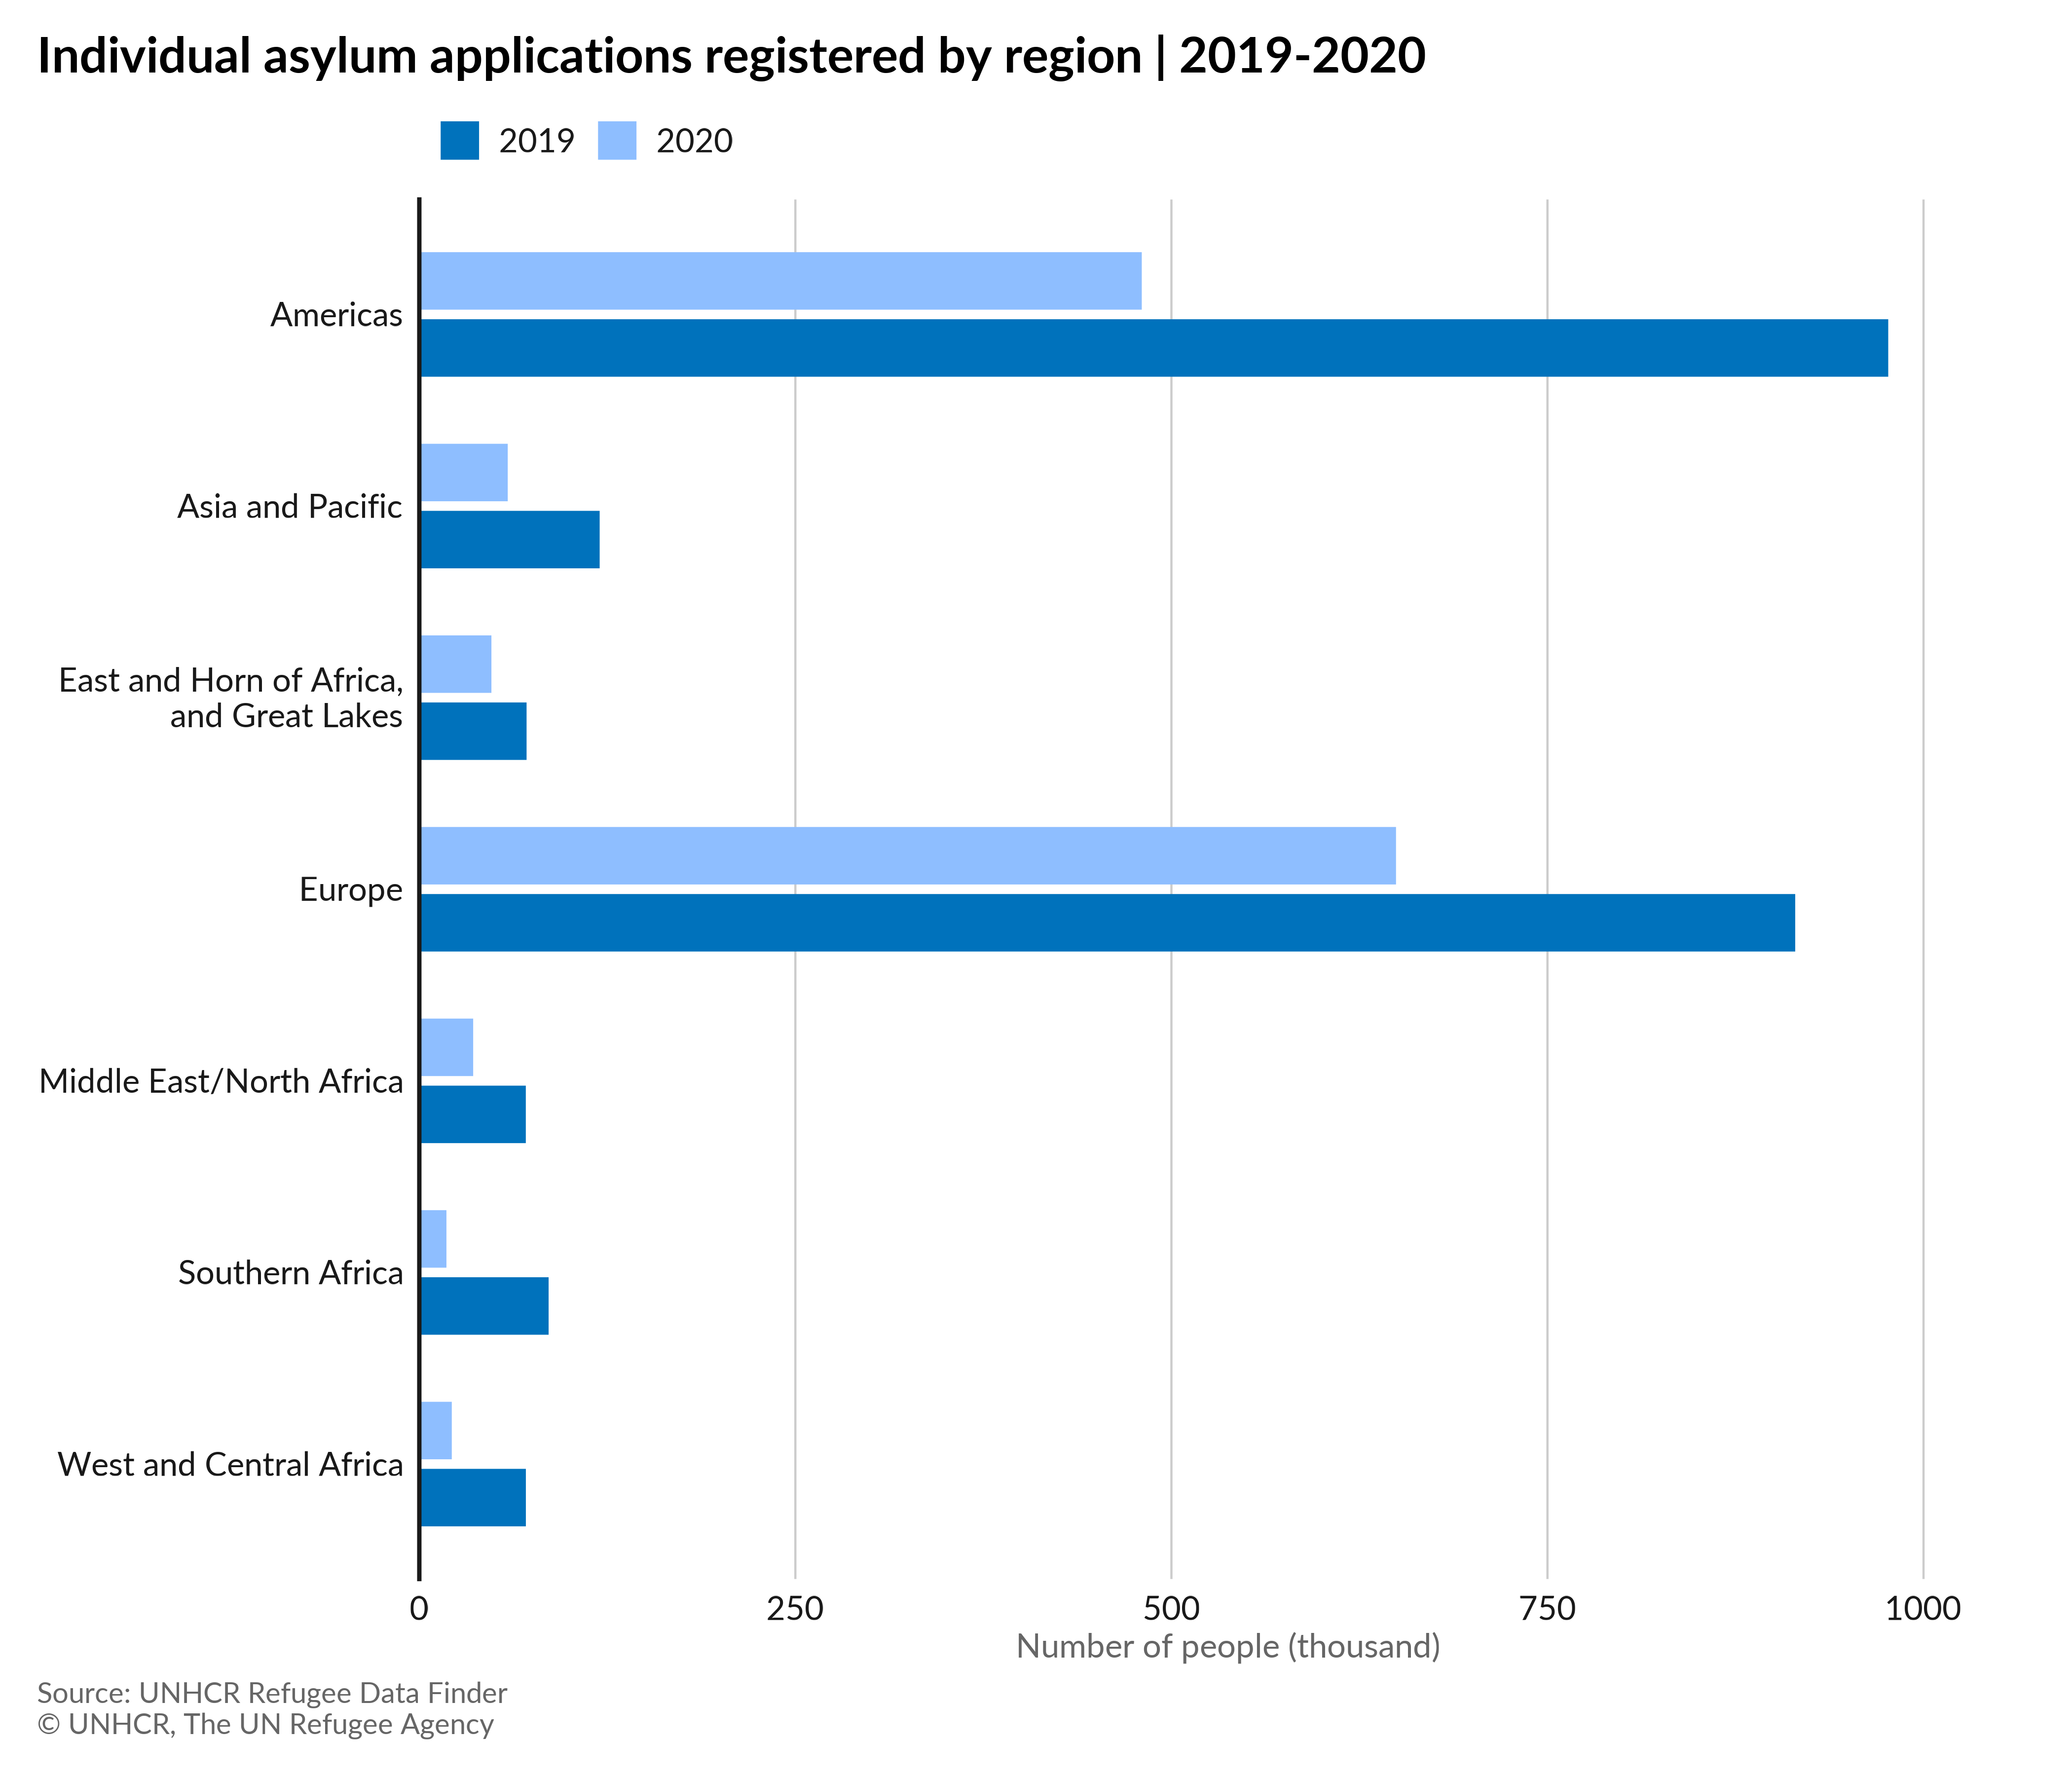 Individual asylum applications registered by region | 2019-2020
2019 2020
Americas
Asia and Pacific
East and Horn of Africa,
and Great Lakes
Europe
Middle East/North Africa
Southern Africa
West and Central Africa
0 250 500 750 1000
Number of people (thousand)
Source: UNHCR Refugee Data Finder
© UNHCR, The UN Refugee Agency